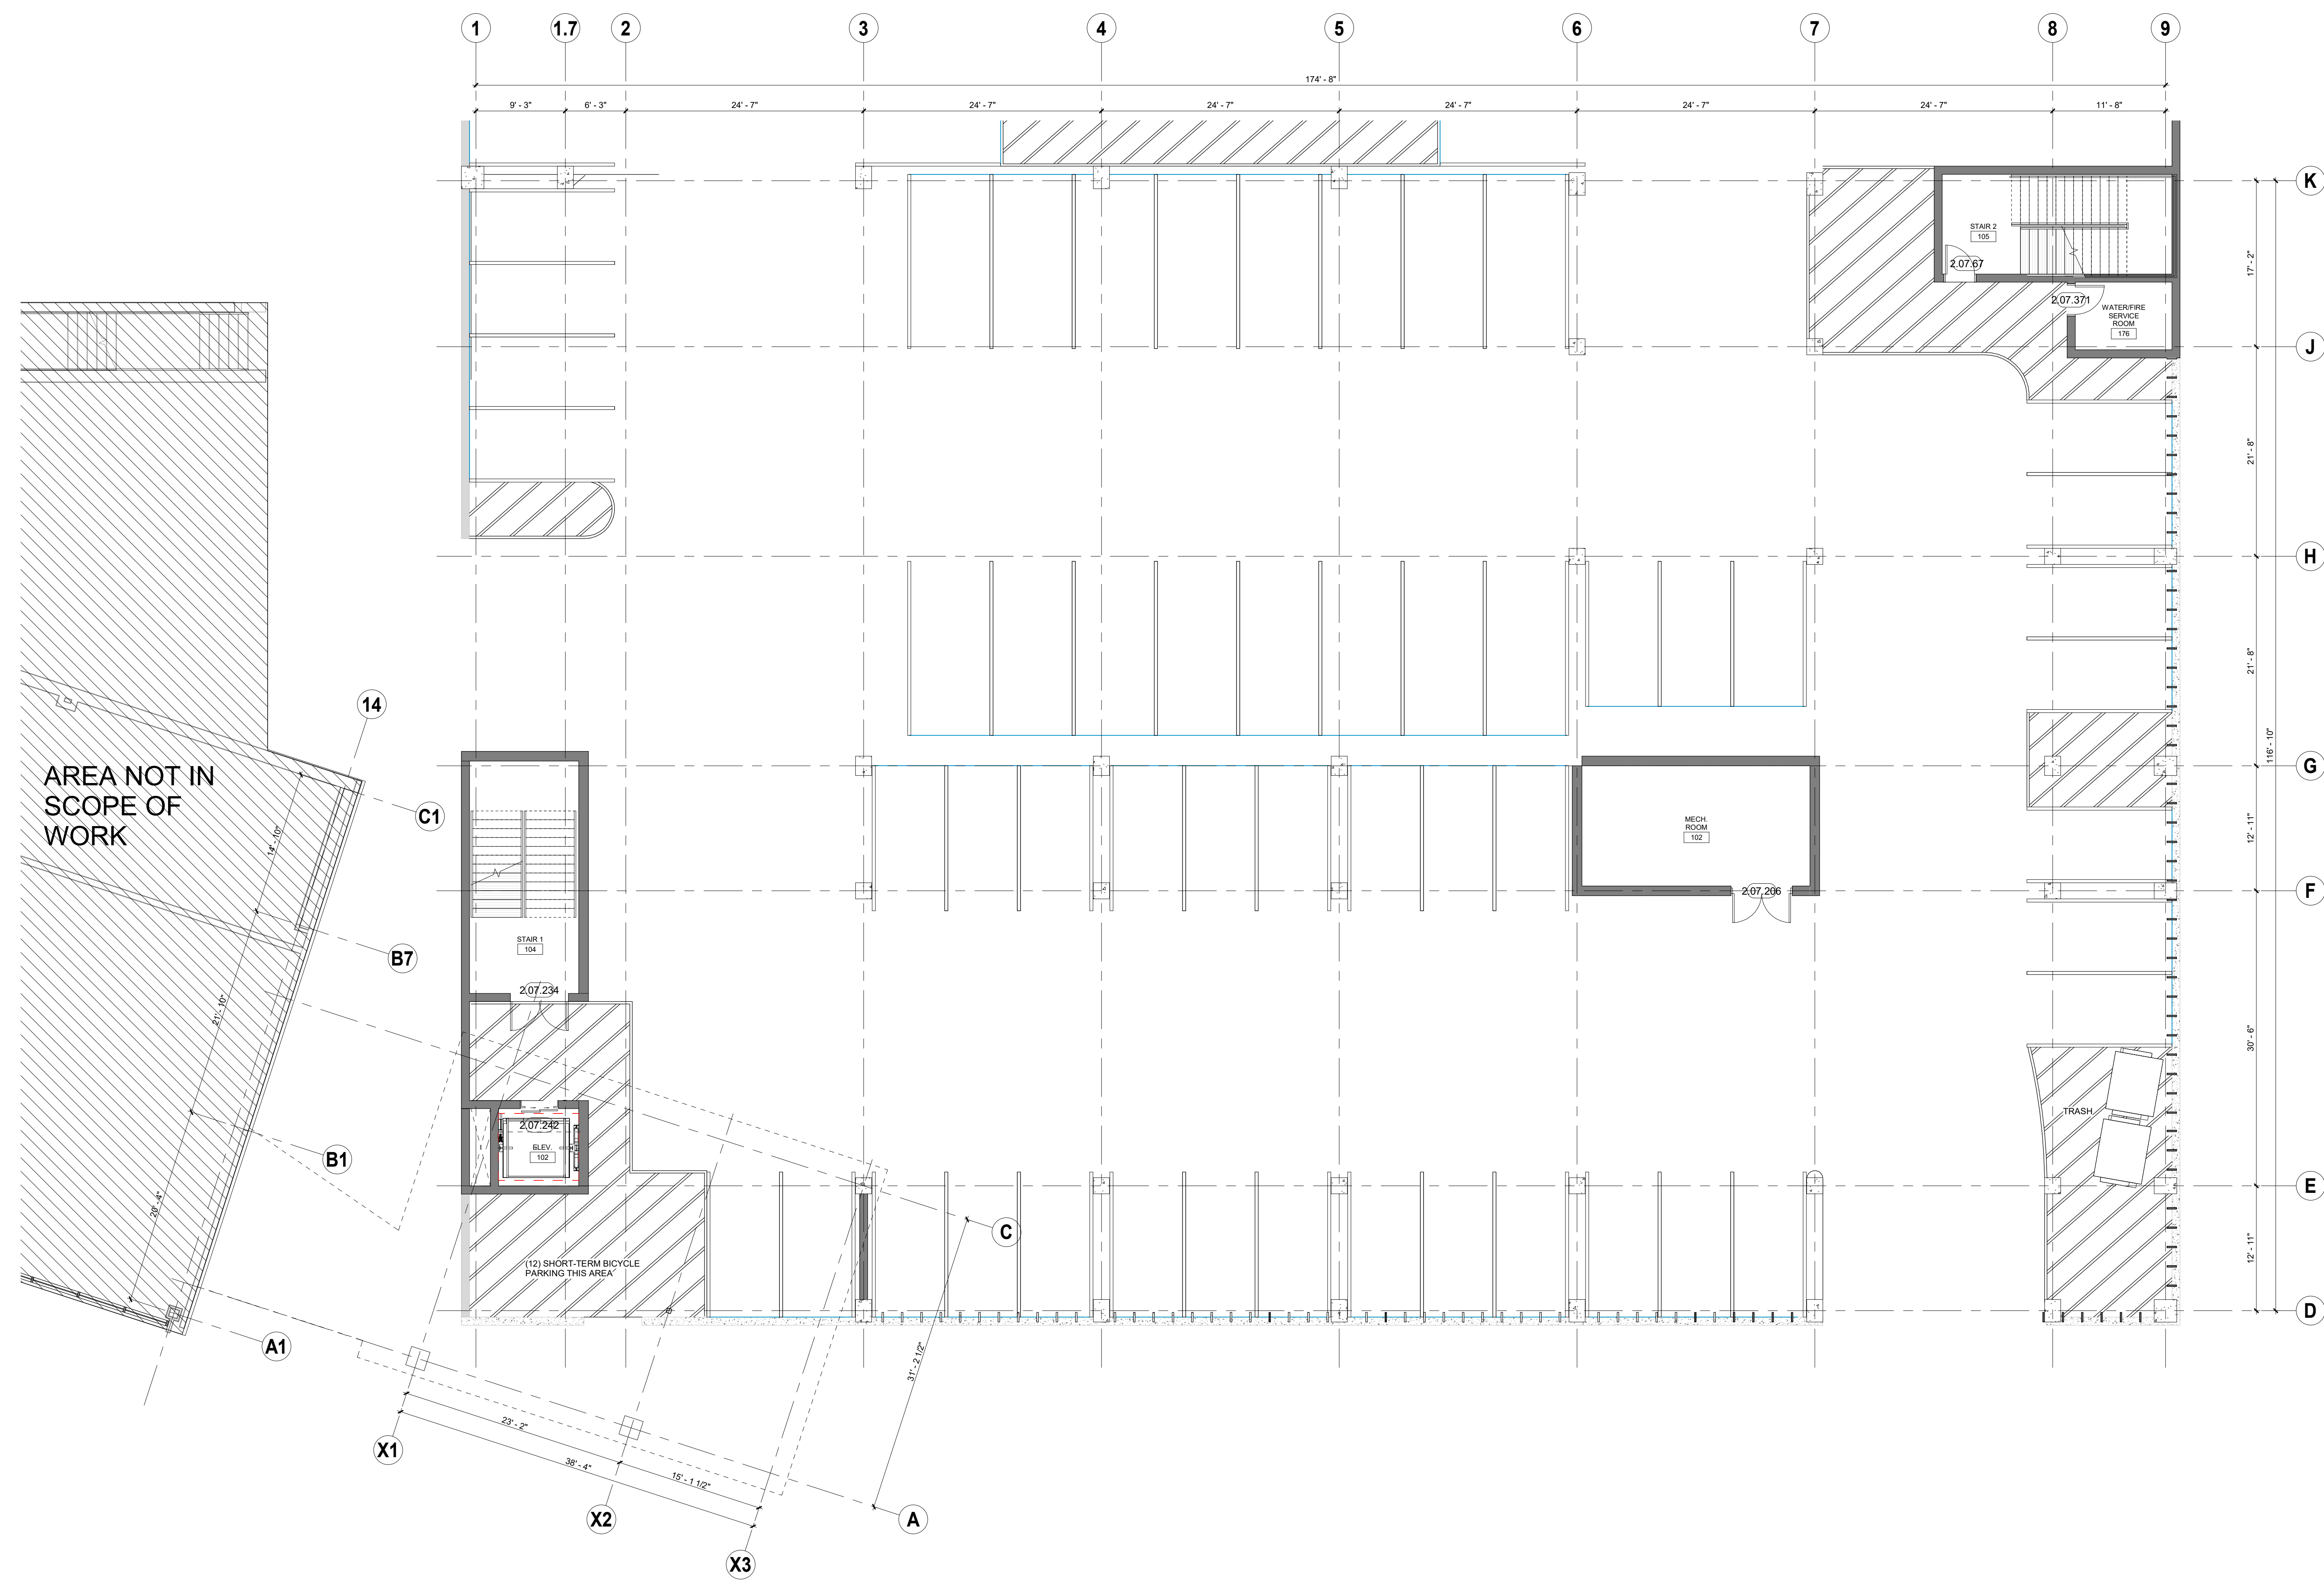 1 1.7 2 3 4 5 6 7 8 9
174' - 8"
9' - 3" 6' - 3" 24' - 7" 24' - 7" 24' - 7" 24' - 7" 24' - 7" 24' - 7" 11' - 8"
K
STAIR 2
105
2.07.67
17' - 2"
2.07.371
WATER/FIRE
SERVICE
ROOM
176
J
21' - 8"
H
21' - 8"
14
116' - 10"
G
AREA NOT IN
SCOPE OF
WORK
C1
14' - 10"
MECH.
ROOM
102
12' - 11"
2.07.206
F
STAIR 1
104
B7
2.07.234
21' - 10"
30' - 6"
TRASH.
2.07.242
ELEV.
102
B1
E
20' - 4"
C
(12) SHORT-TERM BICYCLE
PARKING THIS AREA
12' - 11"
D
A1
31' - 2 1/2"
23' - 2"
X1
38' - 4"
15' - 1 1/2"
X2
A
X3